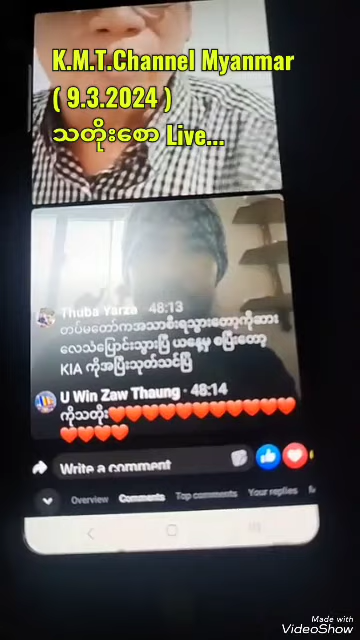 K.M.T.Channel Myanmar
( 9.3.2024 )
သတိုးစော Live...
Thuba Yarza · 48:13
တပ်မတော်ကအသာစီးရသွားတော့ကိုဆား
လေသံပြောင်းသွားပြီ ယနေ့မှ စပြီးတော့
KIA ကိုအပြီးသုတ်သင်ပြီ
U Win Zaw Thaung · 48:14
ကိုသတိုး❤️❤️❤️❤️❤️❤️❤️❤️❤️❤️❤️
❤️❤️❤️❤️
Write a comment
Overview Comments Top comments Your replies
Made with
VideoShow